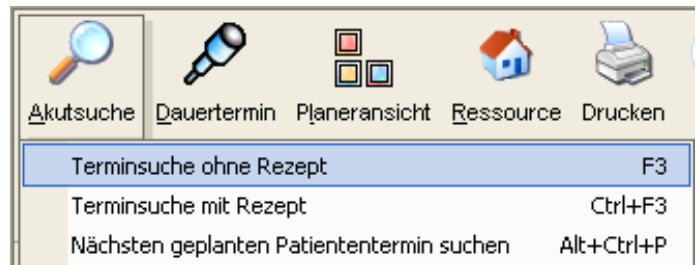 Akutsuche Dauertermin Planeransicht Ressource Drucken
Terminsuche ohne Rezept F3
Terminsuche mit Rezept Ctrl+F3
Nächsten geplanten Patiententermin suchen Alt+Ctrl+P